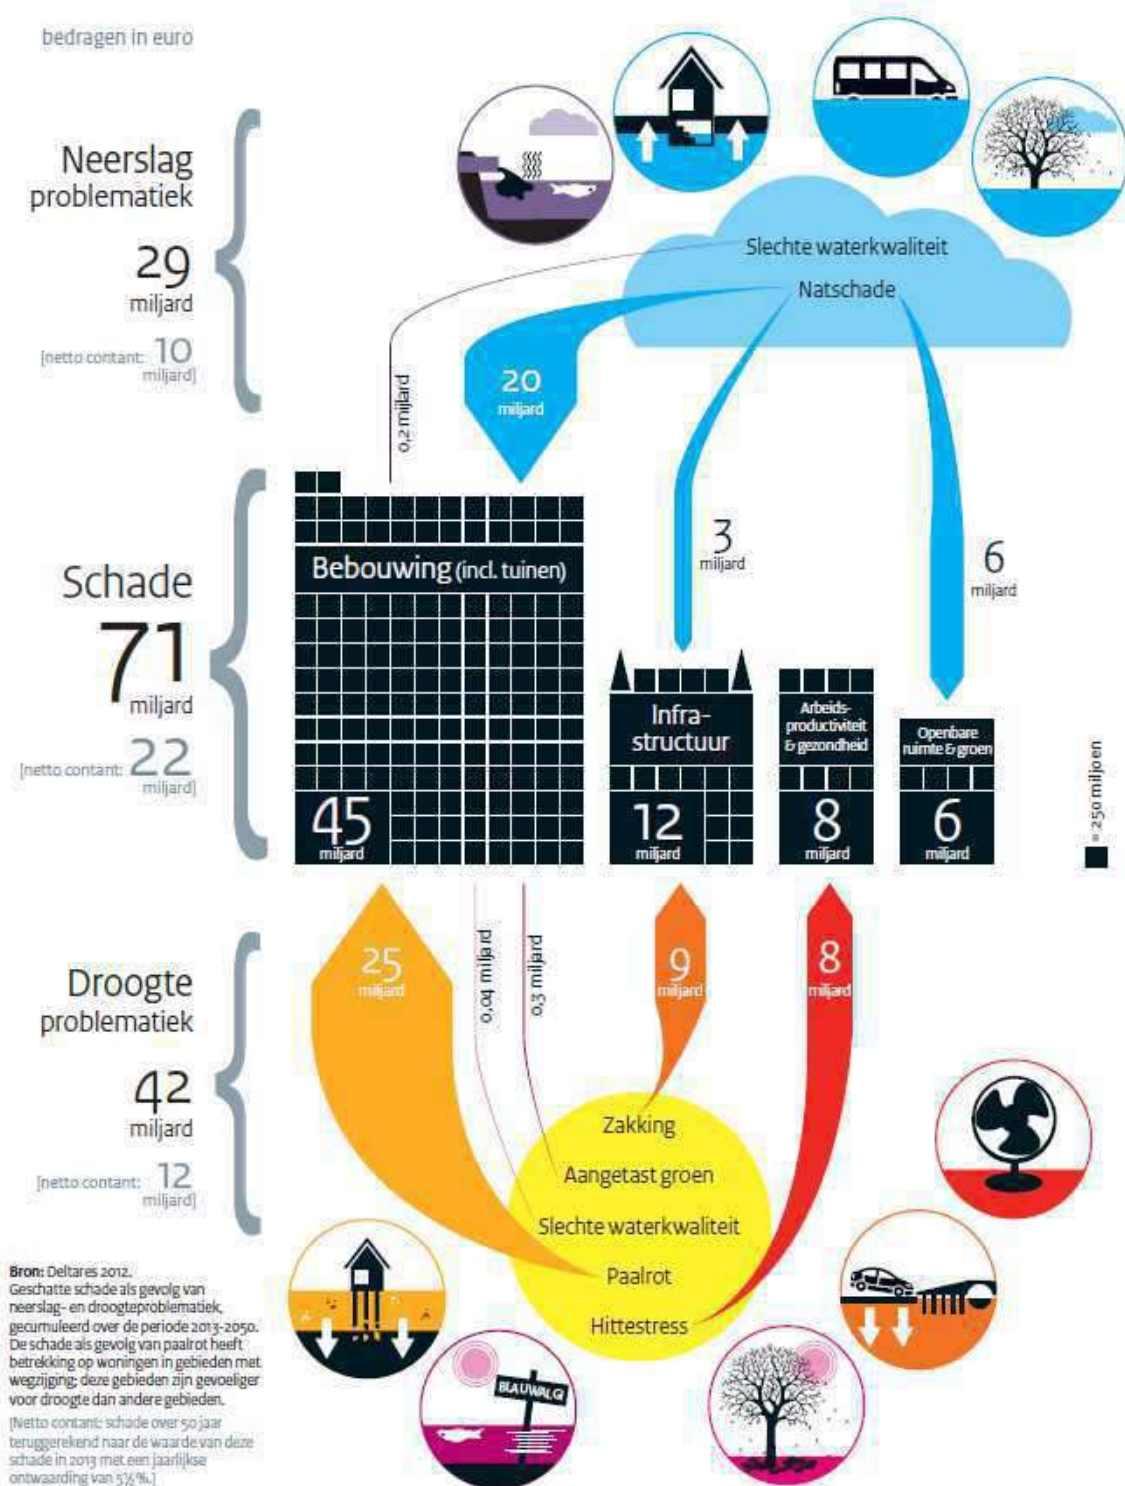 bedragen in euro
Neerslag
problematiek
29
miljard
[netto contant: 10
miljard]
Slechte waterkwaliteit
Natschade
0,2 miljard
20
miljard
3
miljard
6
miljard
Schade
71
miljard
[netto contant: 22
miljard]
Bebouwing (incl. tuinen)
45
miljard
Infra-
structuur
12
miljard
Arbeids-
productiviteit
& gezondheid
8
miljard
Openbare
ruimte & groen
6
miljard
= 250 miljoen
Droogte
problematiek
42
miljard
[netto contant: 12
miljard]
25
miljard
0,04 miljard
0,3 miljard
9
miljard
8
miljard
Zakking
Aangetast groen
Slechte waterkwaliteit
Paalrot
Hittestress
BLAUWALG
Bron: Deltares 2012.
Geschatte schade als gevolg van
neerslag- en droogteproblematiek,
gecumuleerd over de periode 2013-2050.
De schade als gevolg van paalrot heeft
betrekking op woningen in gebieden met
wegzijging; deze gebieden zijn gevoeliger
voor droogte dan andere gebieden.
[Netto contant: schade over 50 jaar
teruggerekend naar de waarde van deze
schade in 2013 met een jaarlijkse
ontwaarding van 5½%.]